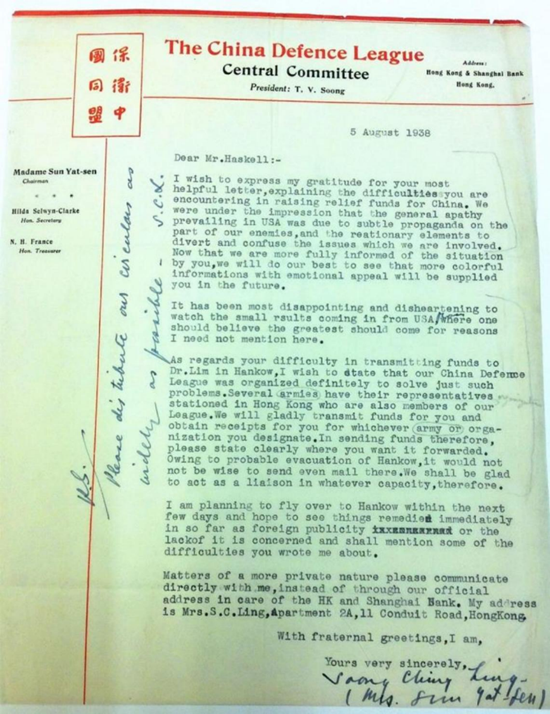 保衛中
國同盟
The China Defence League
Central Committee
President: T. V. Soong
Address:
Hong Kong & Shanghai Bank
Hong Kong.
Madame Sun Yat-sen
Chairman
Hilda Selwyn-Clarke
Hon. Secretary
N. H. France
Hon. Treasurer
5 August 1938
Dear Mr.Haskell:-
I wish to express my gratitude for your most
helpful letter,explaining the difficulties you are
encountering in raising relief funds for China. We
were under the impression that the general apathy
prevailing in USA was due to subtle propaganda on the
part of our enemies,and the reationary elements to
divert and confuse the issues which we are involved.
Now that we are more fully informed of the situation
by you,we will do our best to see that more colorful
informations with emotional appeal will be supplied
you in the future.
It has been most disappointing and disheartening to
watch the small rsults coming in from USA, where one
should believe the greatest should come for reasons
I need not mention here.
As regards your difficulty in transmitting funds to
Dr.Lim in Hankow,I wish to state that our China Defence
League was organized definitely to solve just such
problems.Several armies have their representatives
stationed in Hong Kong who are also members of our
League.We will gladly transmit funds for you and
obtain receipts for you for whichever army or orga-
nization you designate.In sending funds therefore,
please state clearly where you want it forwarded.
Owing to probable evacuation of Hankow,it would not
not be wise to send even mail there.We shall be glad
to act as a liaison in whatever capacity,therefore.
I am planning to fly over to Hankow within the next
few days and hope to see things remedied immediately
in so far as foreign publicity or the
lackof it is concerned and shall mention some of the
difficulties you wrote me about.
Matters of a more private nature please communicate
directly with me,instead of through our official
address in care of the HK and Shanghai Bank. My address
is Mrs.S.C.Ling,Apartment 2A,11 Conduit Road,HongKong.
With fraternal greetings,I am,
Yours very sincerely,
Soong Ching Ling-
(Mrs. Sun Yat-sen)
P.S.
Please distribute our circulars as
widely as posible - S.C.L.